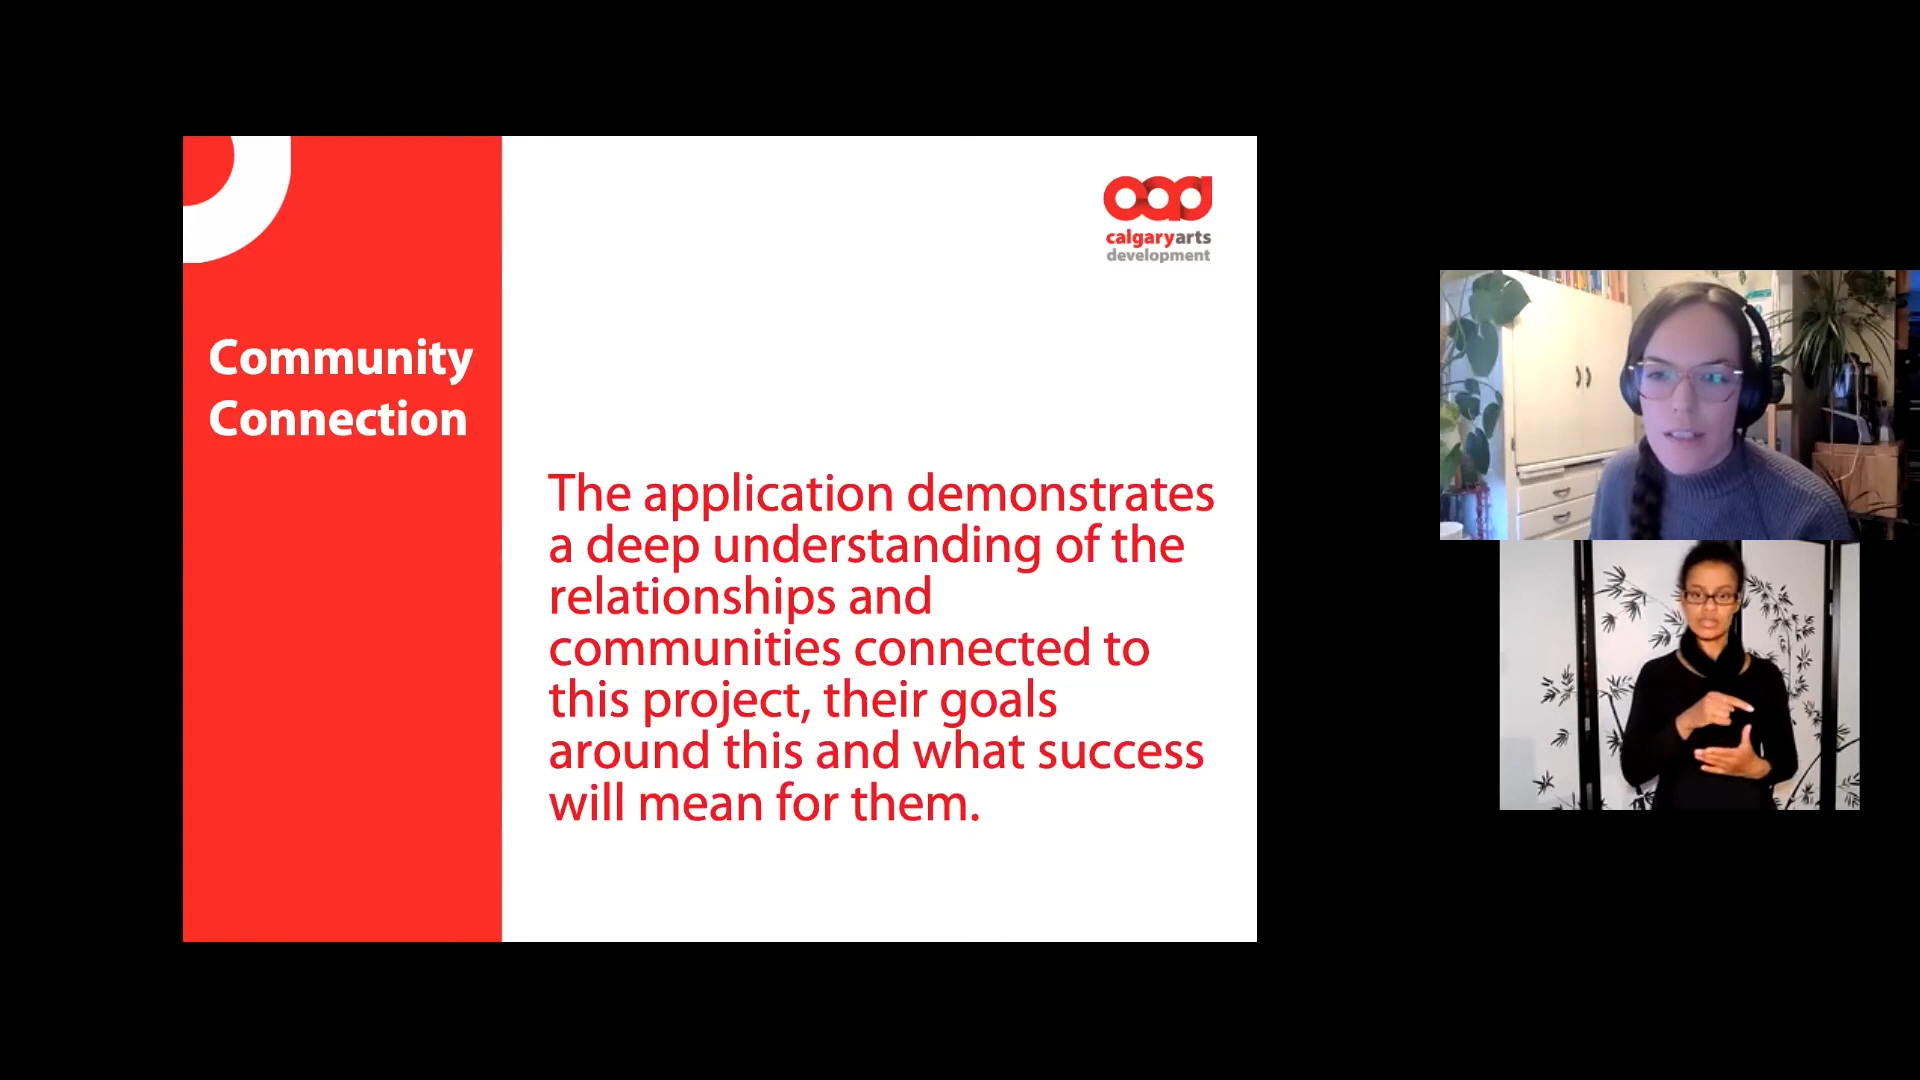 Community
Connection
calgaryarts
development
The application demonstrates
a deep understanding of the
relationships and
communities connected to
this project, their goals
around this and what success
will mean for them.